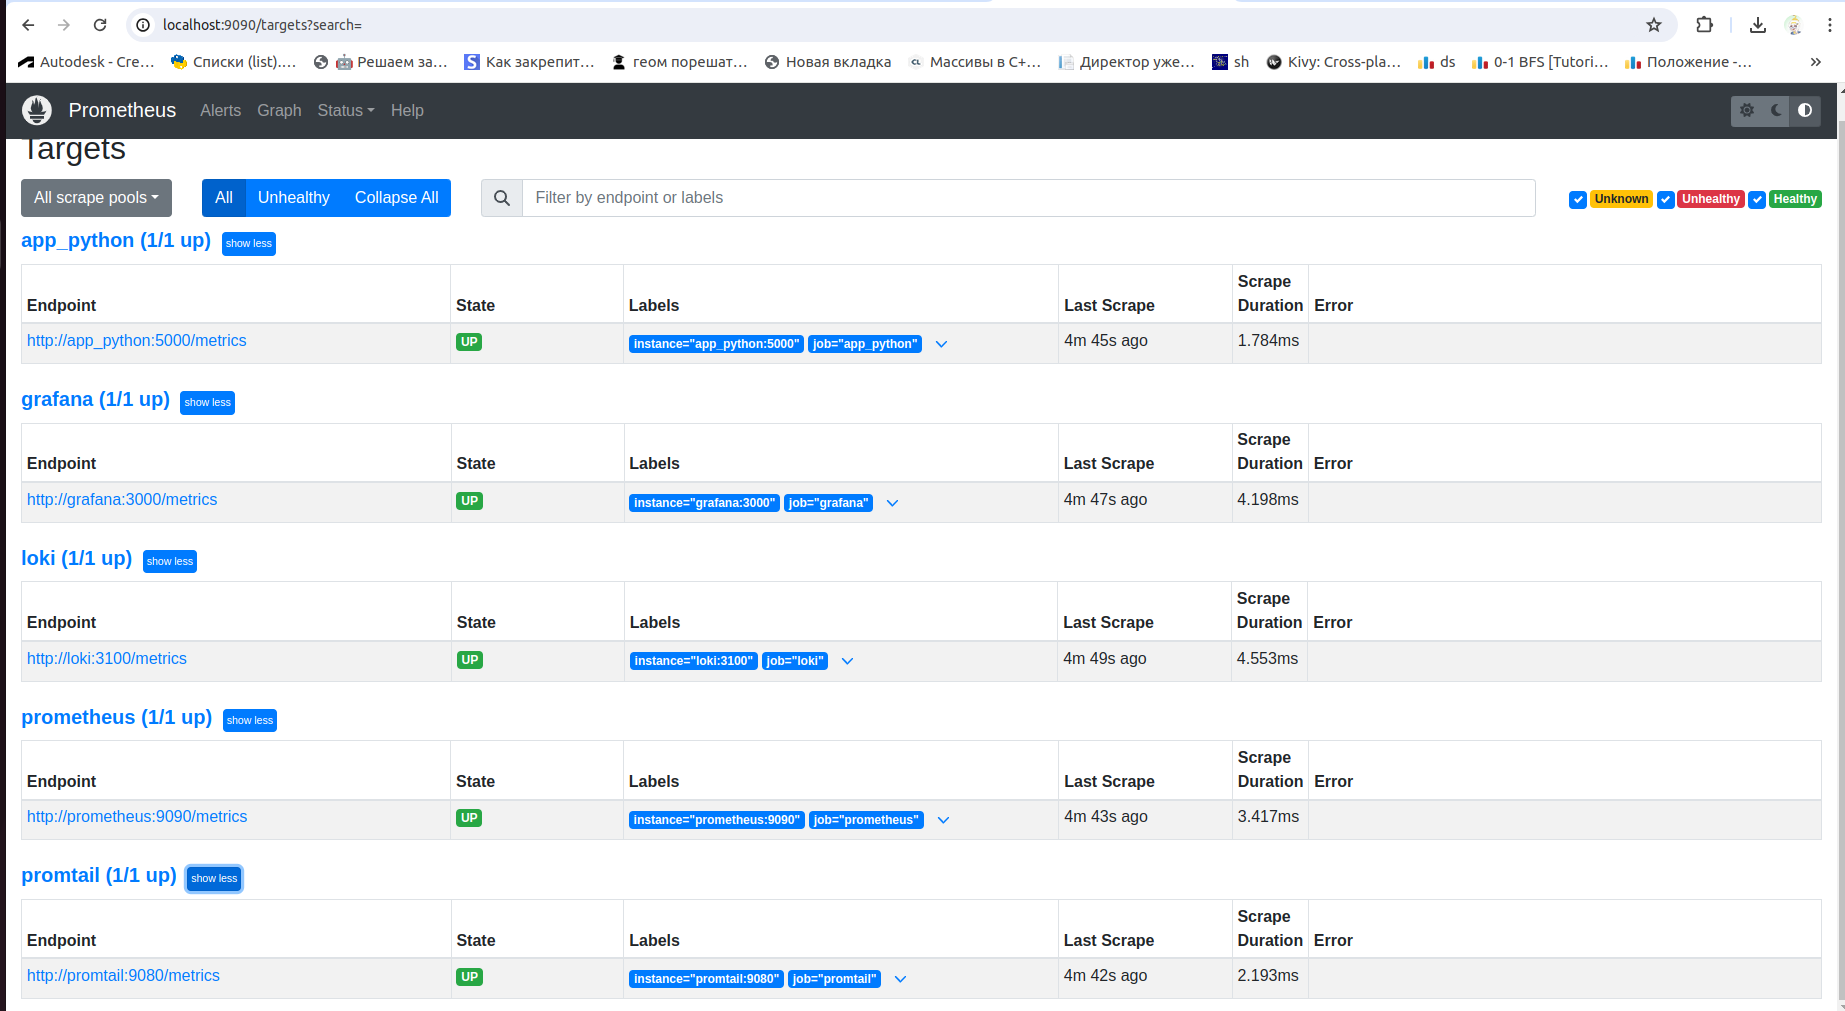 localhost:9090/targets?search=
Autodesk - Cre... Списки (list).... Решаем за... Как закрепит... геом порешат... Новая вкладка Массивы в C+... Директор уже... sh Kivy: Cross-pla... ds 0-1 BFS [Tutori... Положение -... »
Prometheus Alerts Graph Status Help
Targets
All scrape pools All Unhealthy Collapse All Filter by endpoint or labels Unknown Unhealthy Healthy
app_python (1/1 up) show less
Endpoint State Labels Last Scrape Scrape Duration Error
http://app_python:5000/metrics UP instance="app_python:5000" job="app_python" 4m 45s ago 1.784ms
grafana (1/1 up) show less
Endpoint State Labels Last Scrape Scrape Duration Error
http://grafana:3000/metrics UP instance="grafana:3000" job="grafana" 4m 47s ago 4.198ms
loki (1/1 up) show less
Endpoint State Labels Last Scrape Scrape Duration Error
http://loki:3100/metrics UP instance="loki:3100" job="loki" 4m 49s ago 4.553ms
prometheus (1/1 up) show less
Endpoint State Labels Last Scrape Scrape Duration Error
http://prometheus:9090/metrics UP instance="prometheus:9090" job="prometheus" 4m 43s ago 3.417ms
promtail (1/1 up) show less
Endpoint State Labels Last Scrape Scrape Duration Error
http://promtail:9080/metrics UP instance="promtail:9080" job="promtail" 4m 42s ago 2.193ms